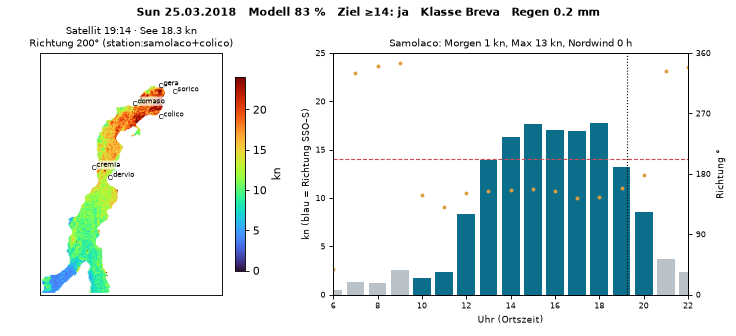 Sun 25.03.2018   Modell 83 %   Ziel ≥14: ja   Klasse Breva   Regen 0.2 mm
Satellit 19:14 · See 18.3 kn
Richtung 200° (station:samolaco+colico)
gera
sorico
domaso
colico
cremia
dervio
20
15
10
5
0
kn
Samolaco: Morgen 1 kn, Max 13 kn, Nordwind 0 h
25
20
15
10
5
0
kn (blau = Richtung SSO–S)
360
270
180
90
0
Richtung °
6 8 10 12 14 16 18 20 22
Uhr (Ortszeit)